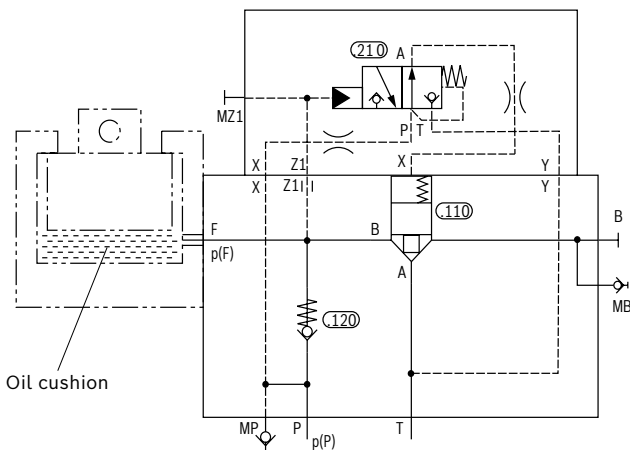 .210 A
MZ1
P T
X Z1 X Y
X Z1 Y
.110
F B B
p(F)
A
MB
.120
Oil cushion
MP P T
p(P)